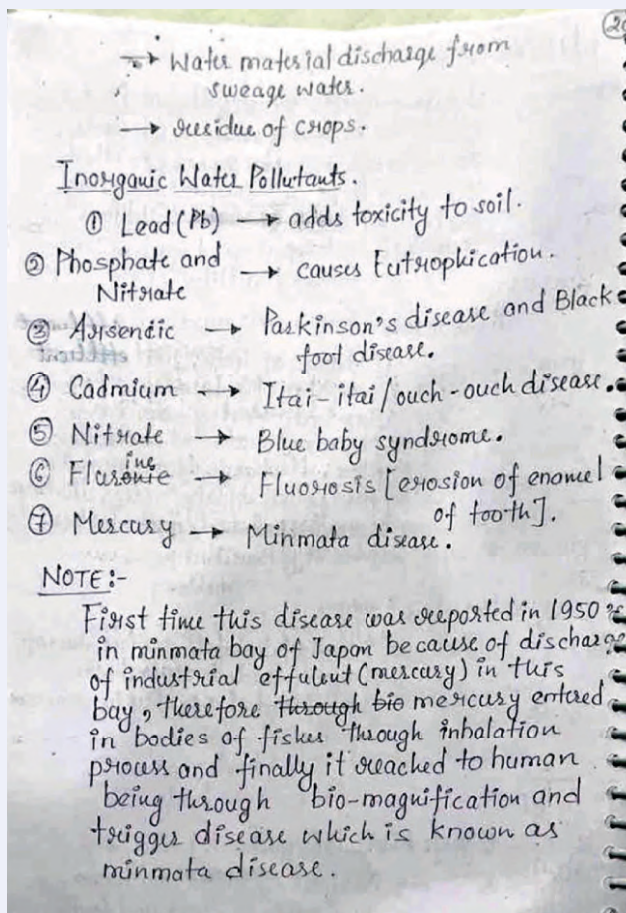 20
→ Water material discharge from
sweage water.
→ residue of crops.
Inorganic Water Pollutants.
① Lead (Pb) → adds toxicity to soil.
② Phosphate and → causes Eutrophication.
Nitrate
③ Arsendic → Parkinson's disease and Black
foot disease.
④ Cadmium → Itai-itai/ouch-ouch disease.
⑤ Nitrate → Blue baby syndrome.
⑥ Flurоine → Fluorosis [erosion of enamel
of tooth].
⑦ Mercury → Minmata disease.
NOTE:-
First time this disease was reported in 1950's
in minmata bay of Japan because of discharge
of industrial effulent (mercury) in this
bay, therefore through bio mercury entered
in bodies of fishes through inhalation
process and finally it reached to human
being through bio-magnification and
trigger disease which is known as
minmata disease.